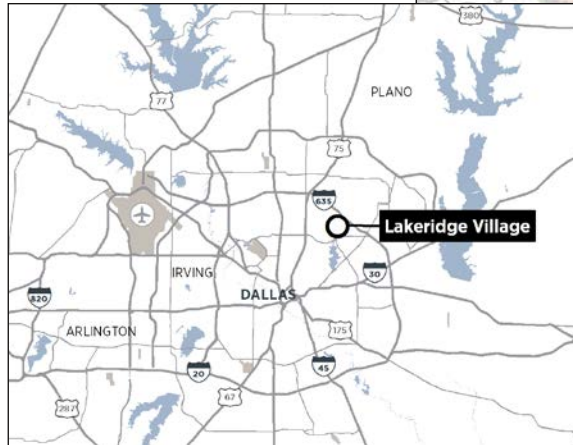 380
77
PLANO
75
635
Lakeridge Village
IRVING
30
DALLAS
820
ARLINGTON
175
20
45
67
287